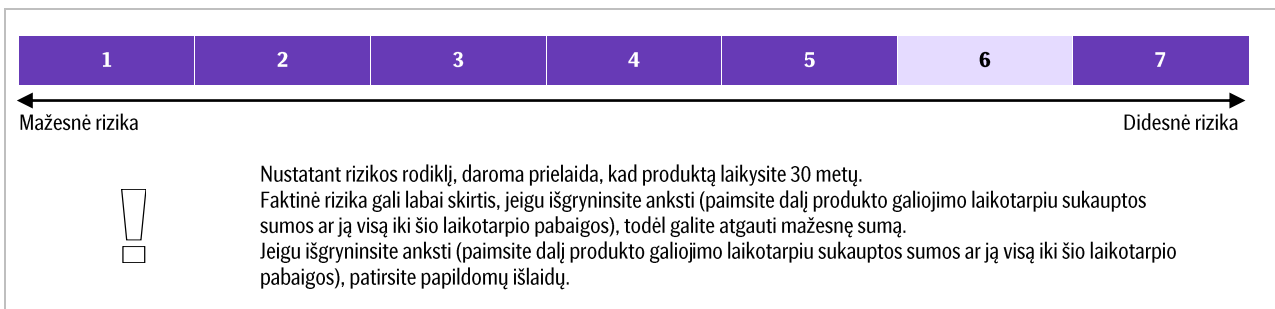 1 2 3 4 5 6 7
Mažesnė rizika Didesnė rizika
Nustatant rizikos rodiklį, daroma prielaida, kad produktą laikysite 30 metų.
Faktinė rizika gali labai skirtis, jeigu išgryninsite anksti (paimsite dalį produkto galiojimo laikotarpiu sukauptos
sumos ar ją visą iki šio laikotarpio pabaigos), todėl galite atgauti mažesnę sumą.
Jeigu išgryninsite anksti (paimsite dalį produkto galiojimo laikotarpiu sukauptos sumos ar ją visą iki šio laikotarpio
pabaigos), patirsite papildomų išlaidų.